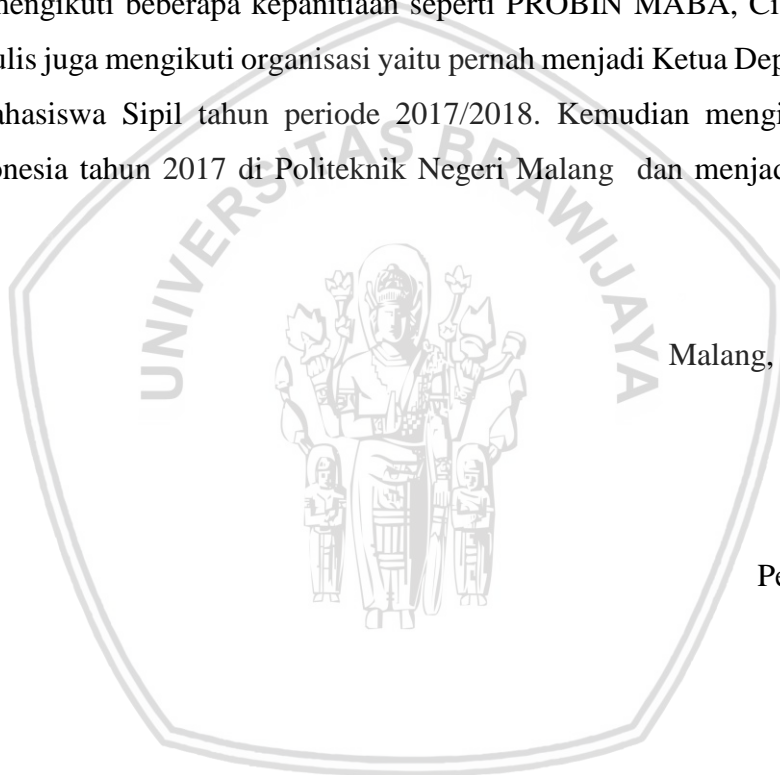 mengikuti beberapa kepanitiaan seperti PROBIN MABA, Ci
ulis juga mengikuti organisasi yaitu pernah menjadi Ketua Dep
ahasiswa Sipil tahun periode 2017/2018. Kemudian mengi
onesia tahun 2017 di Politeknik Negeri Malang dan menjad
UNIVERSITAS BRAWIJAYA
Malang,
Pe